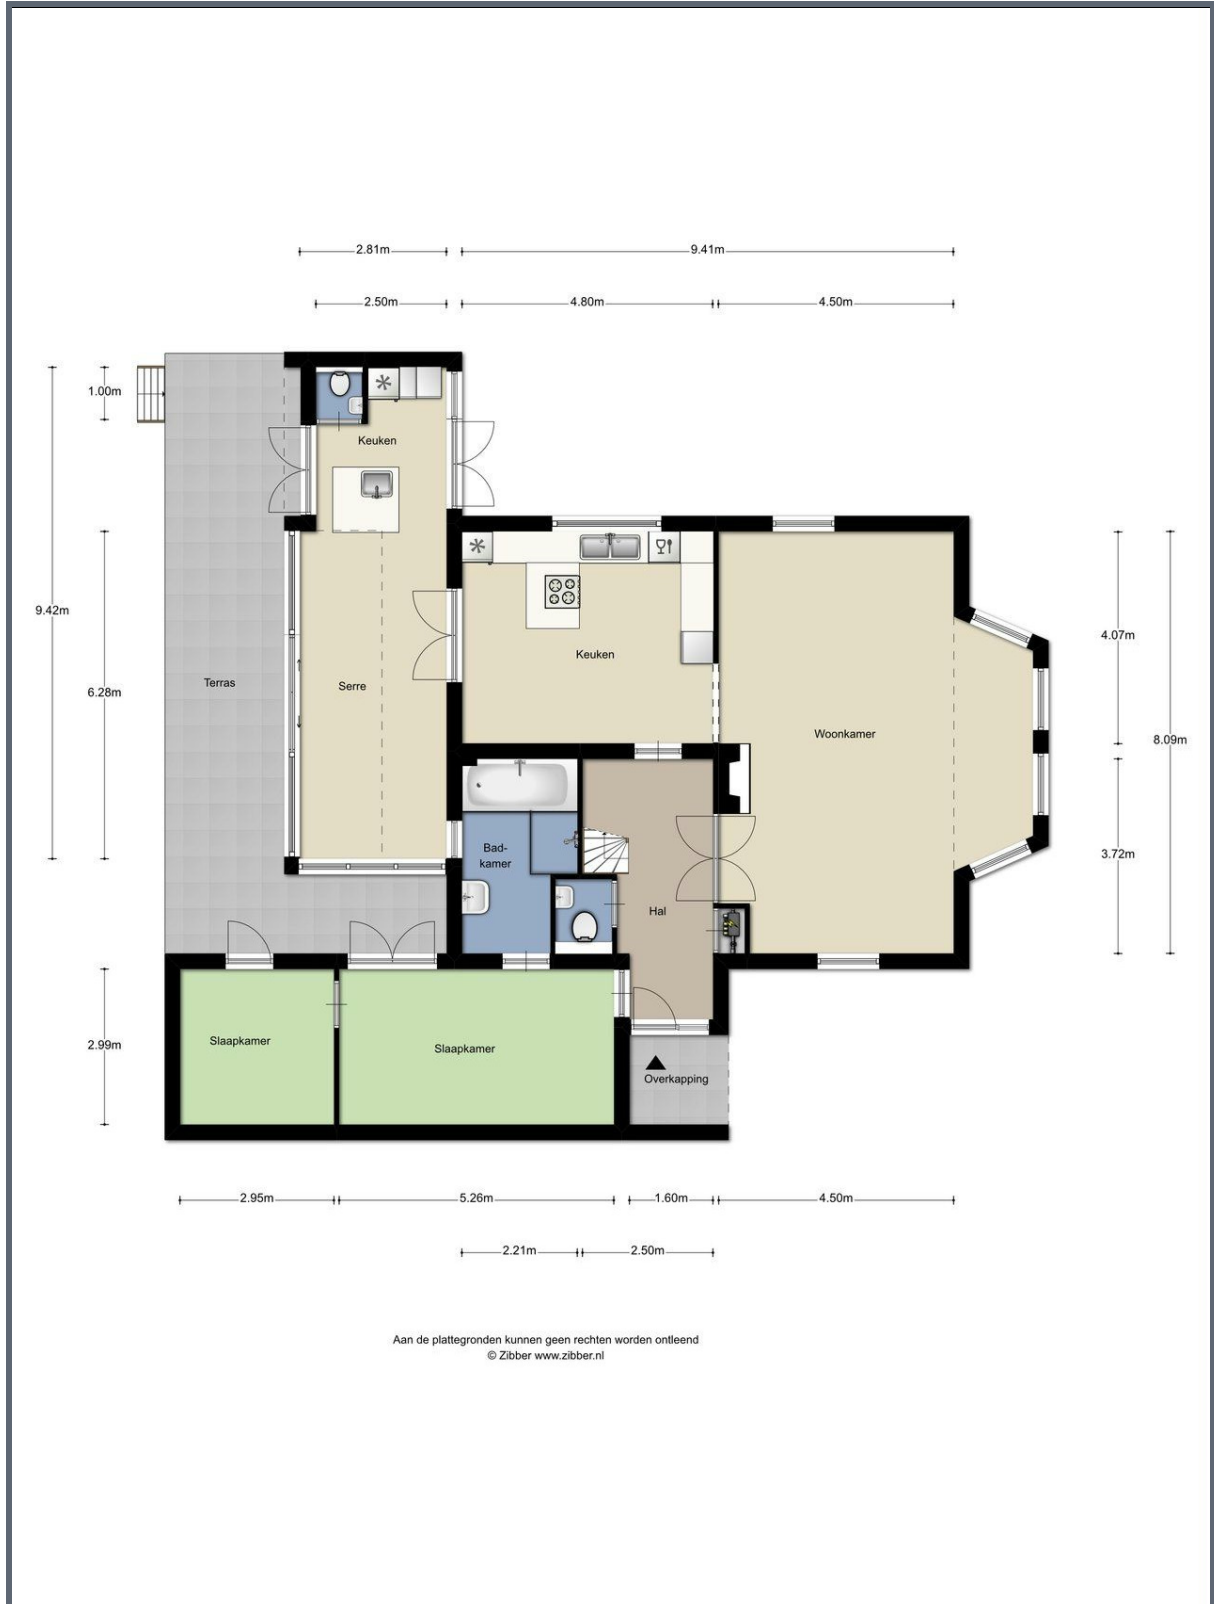 2.81m
9.41m
2.50m
4.80m
4.50m
1.00m
Keuken
9.42m
4.07m
Keuken
Terras
Serre
6.28m
Woonkamer
8.09m
Bad-
kamer
3.72m
Hal
2.99m
Slaapkamer
Slaapkamer
Overkapping
2.95m
5.26m
1.60m
4.50m
2.21m
2.50m
Aan de plattegronden kunnen geen rechten worden ontleend
© Zibber www.zibber.nl